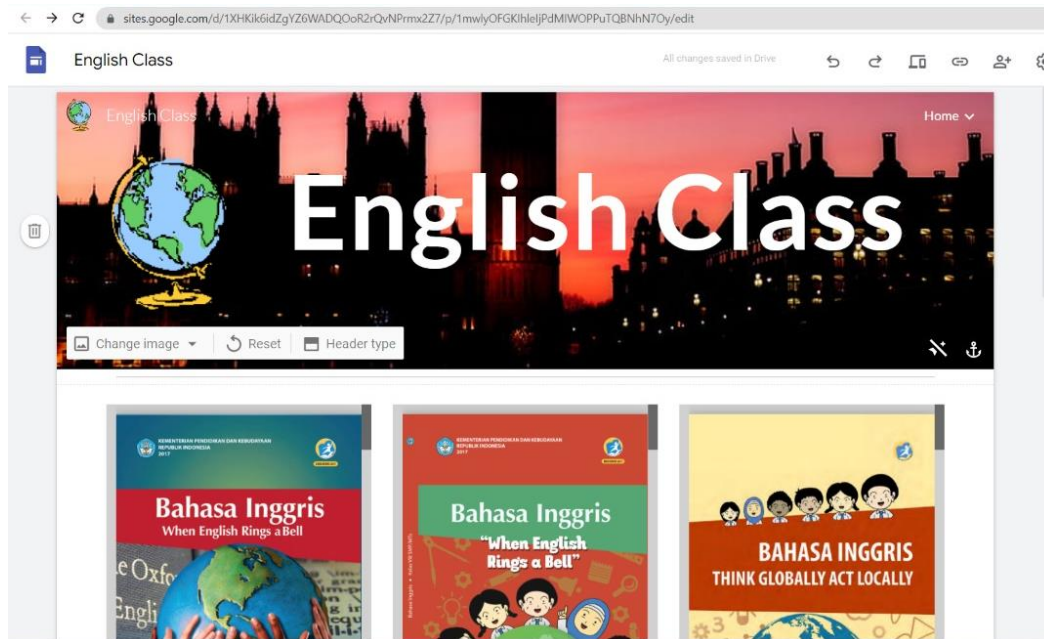 sites.google.com/d/1XHKik6idZgYZ6WADQOoR2rQvNPrmx2Z7/p/1mwlyOFGKIhleIjPdMIWOPPuTQBNhN7Oy/edit
English Class
All changes saved in Drive
English Class
Home
English Class
Change image
Reset
Header type
KEMENTERIAN PENDIDIKAN DAN KEBUDAYAAN
REPUBLIK INDONESIA
2017
Bahasa Inggris
When English Rings a Bell
KEMENTERIAN PENDIDIKAN DAN KEBUDAYAAN
REPUBLIK INDONESIA
2017
Bahasa Inggris
"When English
Rings a Bell"
BAHASA INGGRIS
THINK GLOBALLY ACT LOCALLY